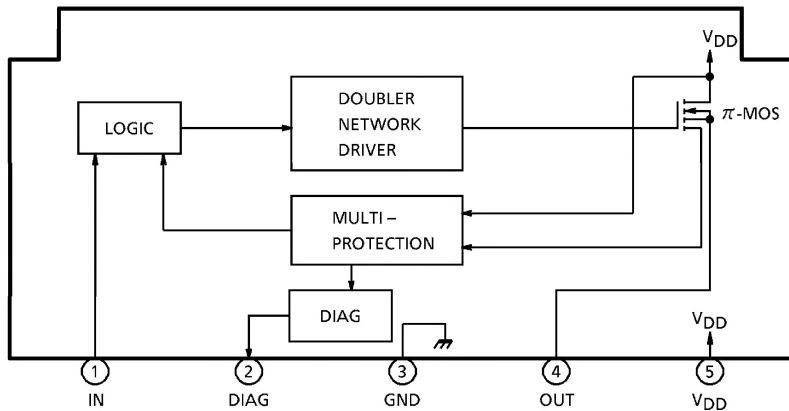 VDD
DOUBLER
NETWORK
DRIVER
LOGIC
π-MOS
MULTI –
PROTECTION
DIAG
VDD
1
2
3
4
5
IN
DIAG
GND
OUT
VDD